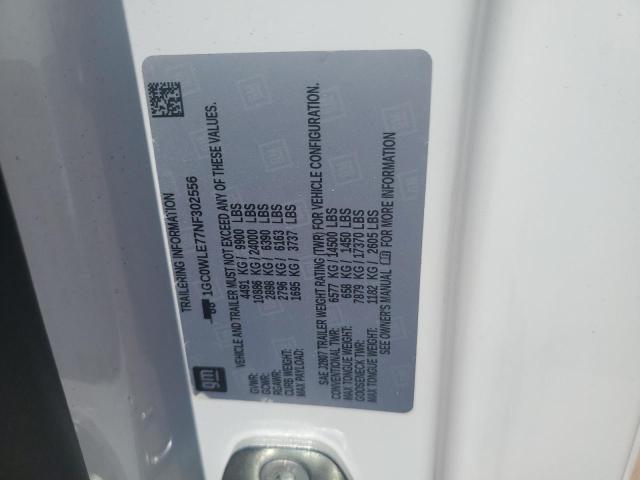 TRAILERING INFORMATION
1GC0WLE77NF302556
VEHICLE AND TRAILER MUST NOT EXCEED ANY OF THESE VALUES.
GVWR: 4491 KG / 9900 LBS
GCWR: 10886 KG / 24000 LBS
RGAWR: 2898 KG / 6390 LBS
CURB WEIGHT: 2796 KG / 6163 LBS
MAX PAYLOAD: 1695 KG / 3737 LBS
SAE J2807 TRAILER WEIGHT RATING (TWR) FOR VEHICLE CONFIGURATION.
CONVENTIONAL TWR: 6577 KG / 14500 LBS
MAX TONGUE WEIGHT: 658 KG / 1450 LBS
GOOSENECK TWR: 7879 KG / 17370 LBS
MAX TONGUE WEIGHT: 1182 KG / 2605 LBS
SEE OWNER'S MANUAL FOR MORE INFORMATION.
gm